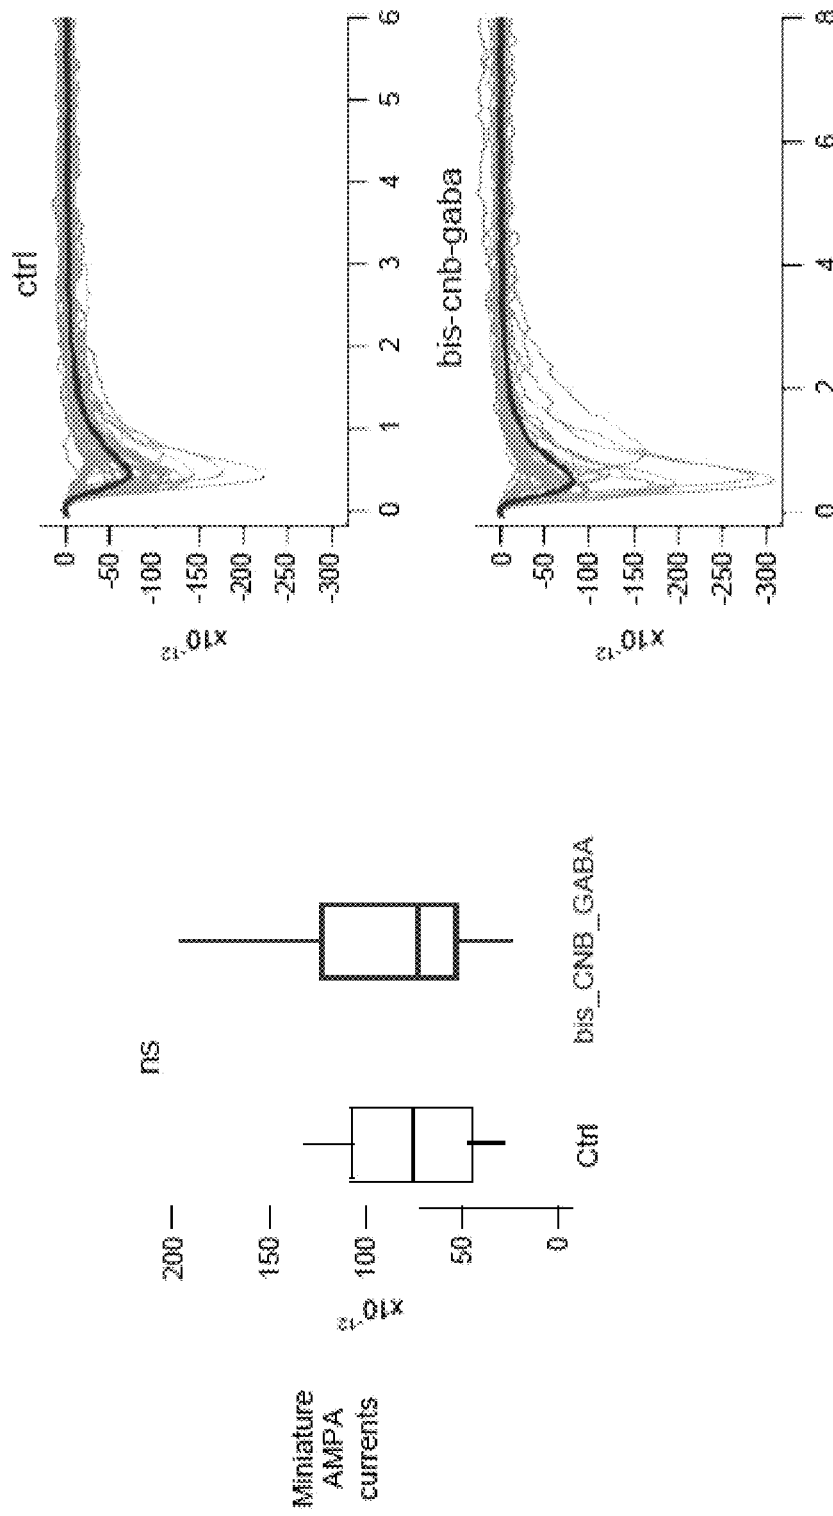 Miniature
AMPA
currents
x10-12
200
150
100
50
0
ns
Ctrl
bis_CNB_GABA
ctrl
x10-12
0
-50
-100
-150
-200
-250
-300
0 1 2 3 4 5 6
bis-cnb-gaba
x10-12
0
-50
-100
-150
-200
-250
-300
0 2 4 6 8